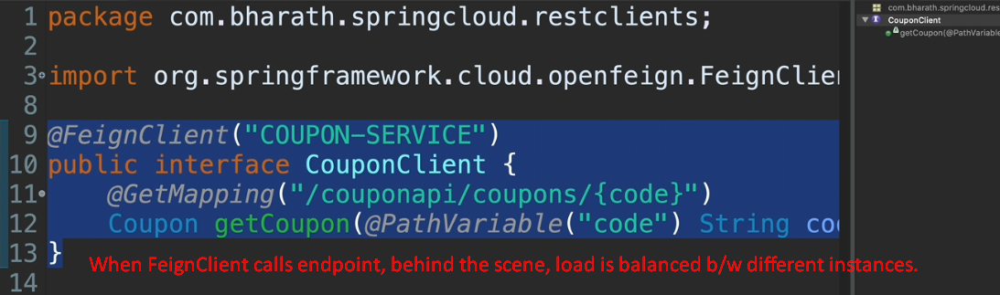 1 package com.bharath.springcloud.restclients;
2
3 import org.springframework.cloud.openfeign.FeignClien
8
9 @FeignClient("COUPON-SERVICE")
10 public interface CouponClient {
11 @GetMapping("/couponapi/coupons/{code}")
12 Coupon getCoupon(@PathVariable("code") String co
13 }
When FeignClient calls endpoint, behind the scene, load is balanced b/w different instances.
14
com.bharath.springcloud.res
CouponClient
getCoupon(@PathVariable